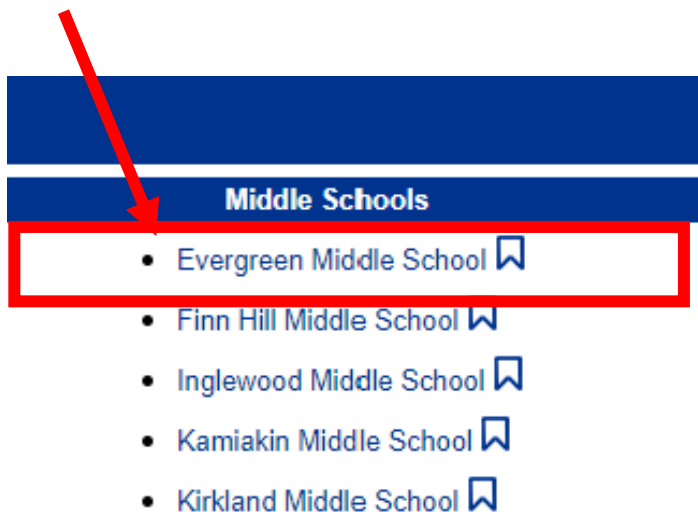 Middle Schools
Evergreen Middle School
Finn Hill Middle School
Inglewood Middle School
Kamiakin Middle School
Kirkland Middle School